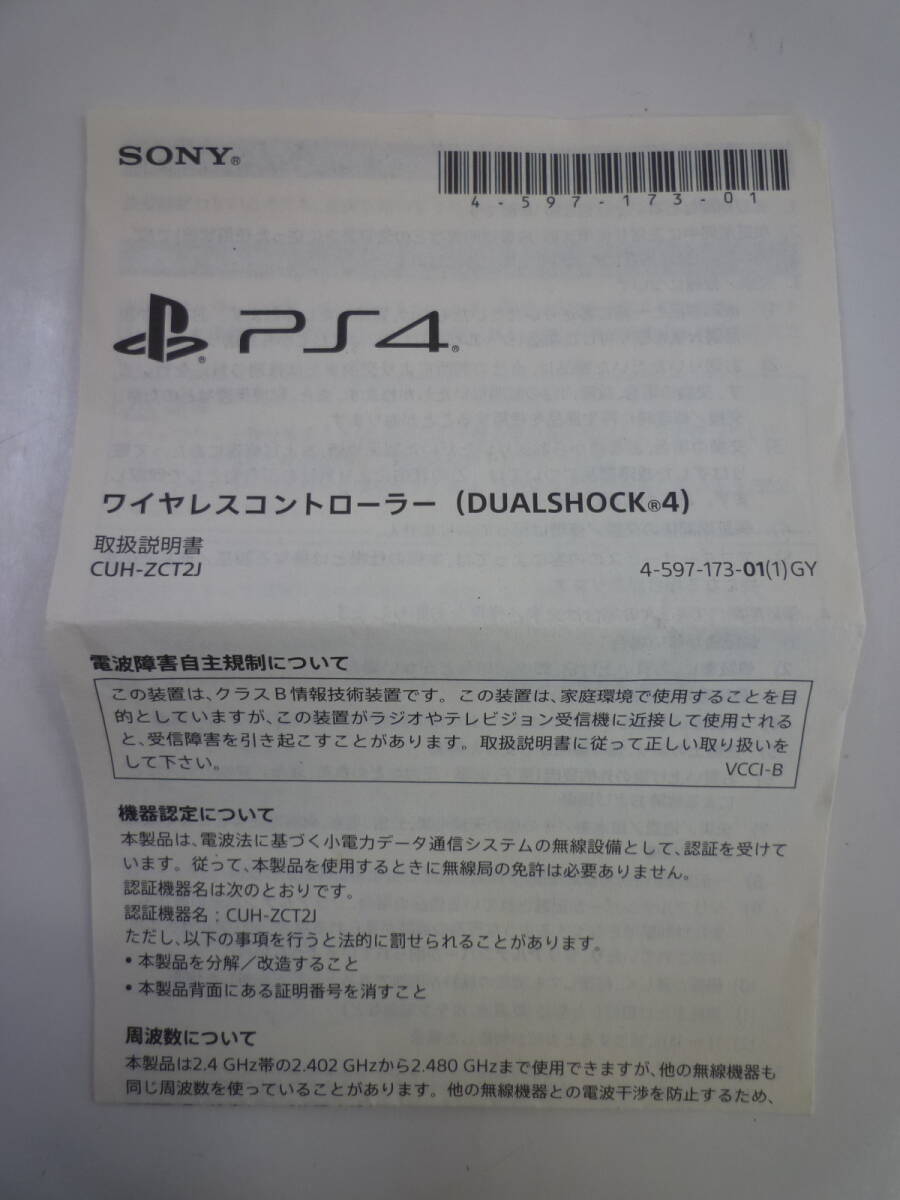 SONY®
4-597-173-01
PS4®
ワイヤレスコントローラー(DUALSHOCK®4)
取扱説明書
CUH-ZCT2J
4-597-173-01(1)GY
電波障害自主規制について
この装置は、クラスB情報技術装置です。この装置は、家庭環境で使用することを目
的としていますが、この装置がラジオやテレビジョン受信機に近接して使用される
と、受信障害を引き起こすことがあります。取扱説明書に従って正しい取り扱いを
して下さい。
VCCI-B
機器認定について
本製品は、電波法に基づく小電力データ通信システムの無線設備として、認証を受けて
います。従って、本製品を使用するときに無線局の免許は必要ありません。
認証機器名は次のとおりです。
認証機器名:CUH-ZCT2J
ただし、以下の事項を行うと法的に罰せられることがあります。
• 本製品を分解/改造すること
• 本製品背面にある証明番号を消すこと
周波数について
本製品は2.4 GHz帯の2.402 GHzから2.480 GHzまで使用できますが、他の無線機器も
同じ周波数を使っていることがあります。他の無線機器との電波干渉を防止するため、